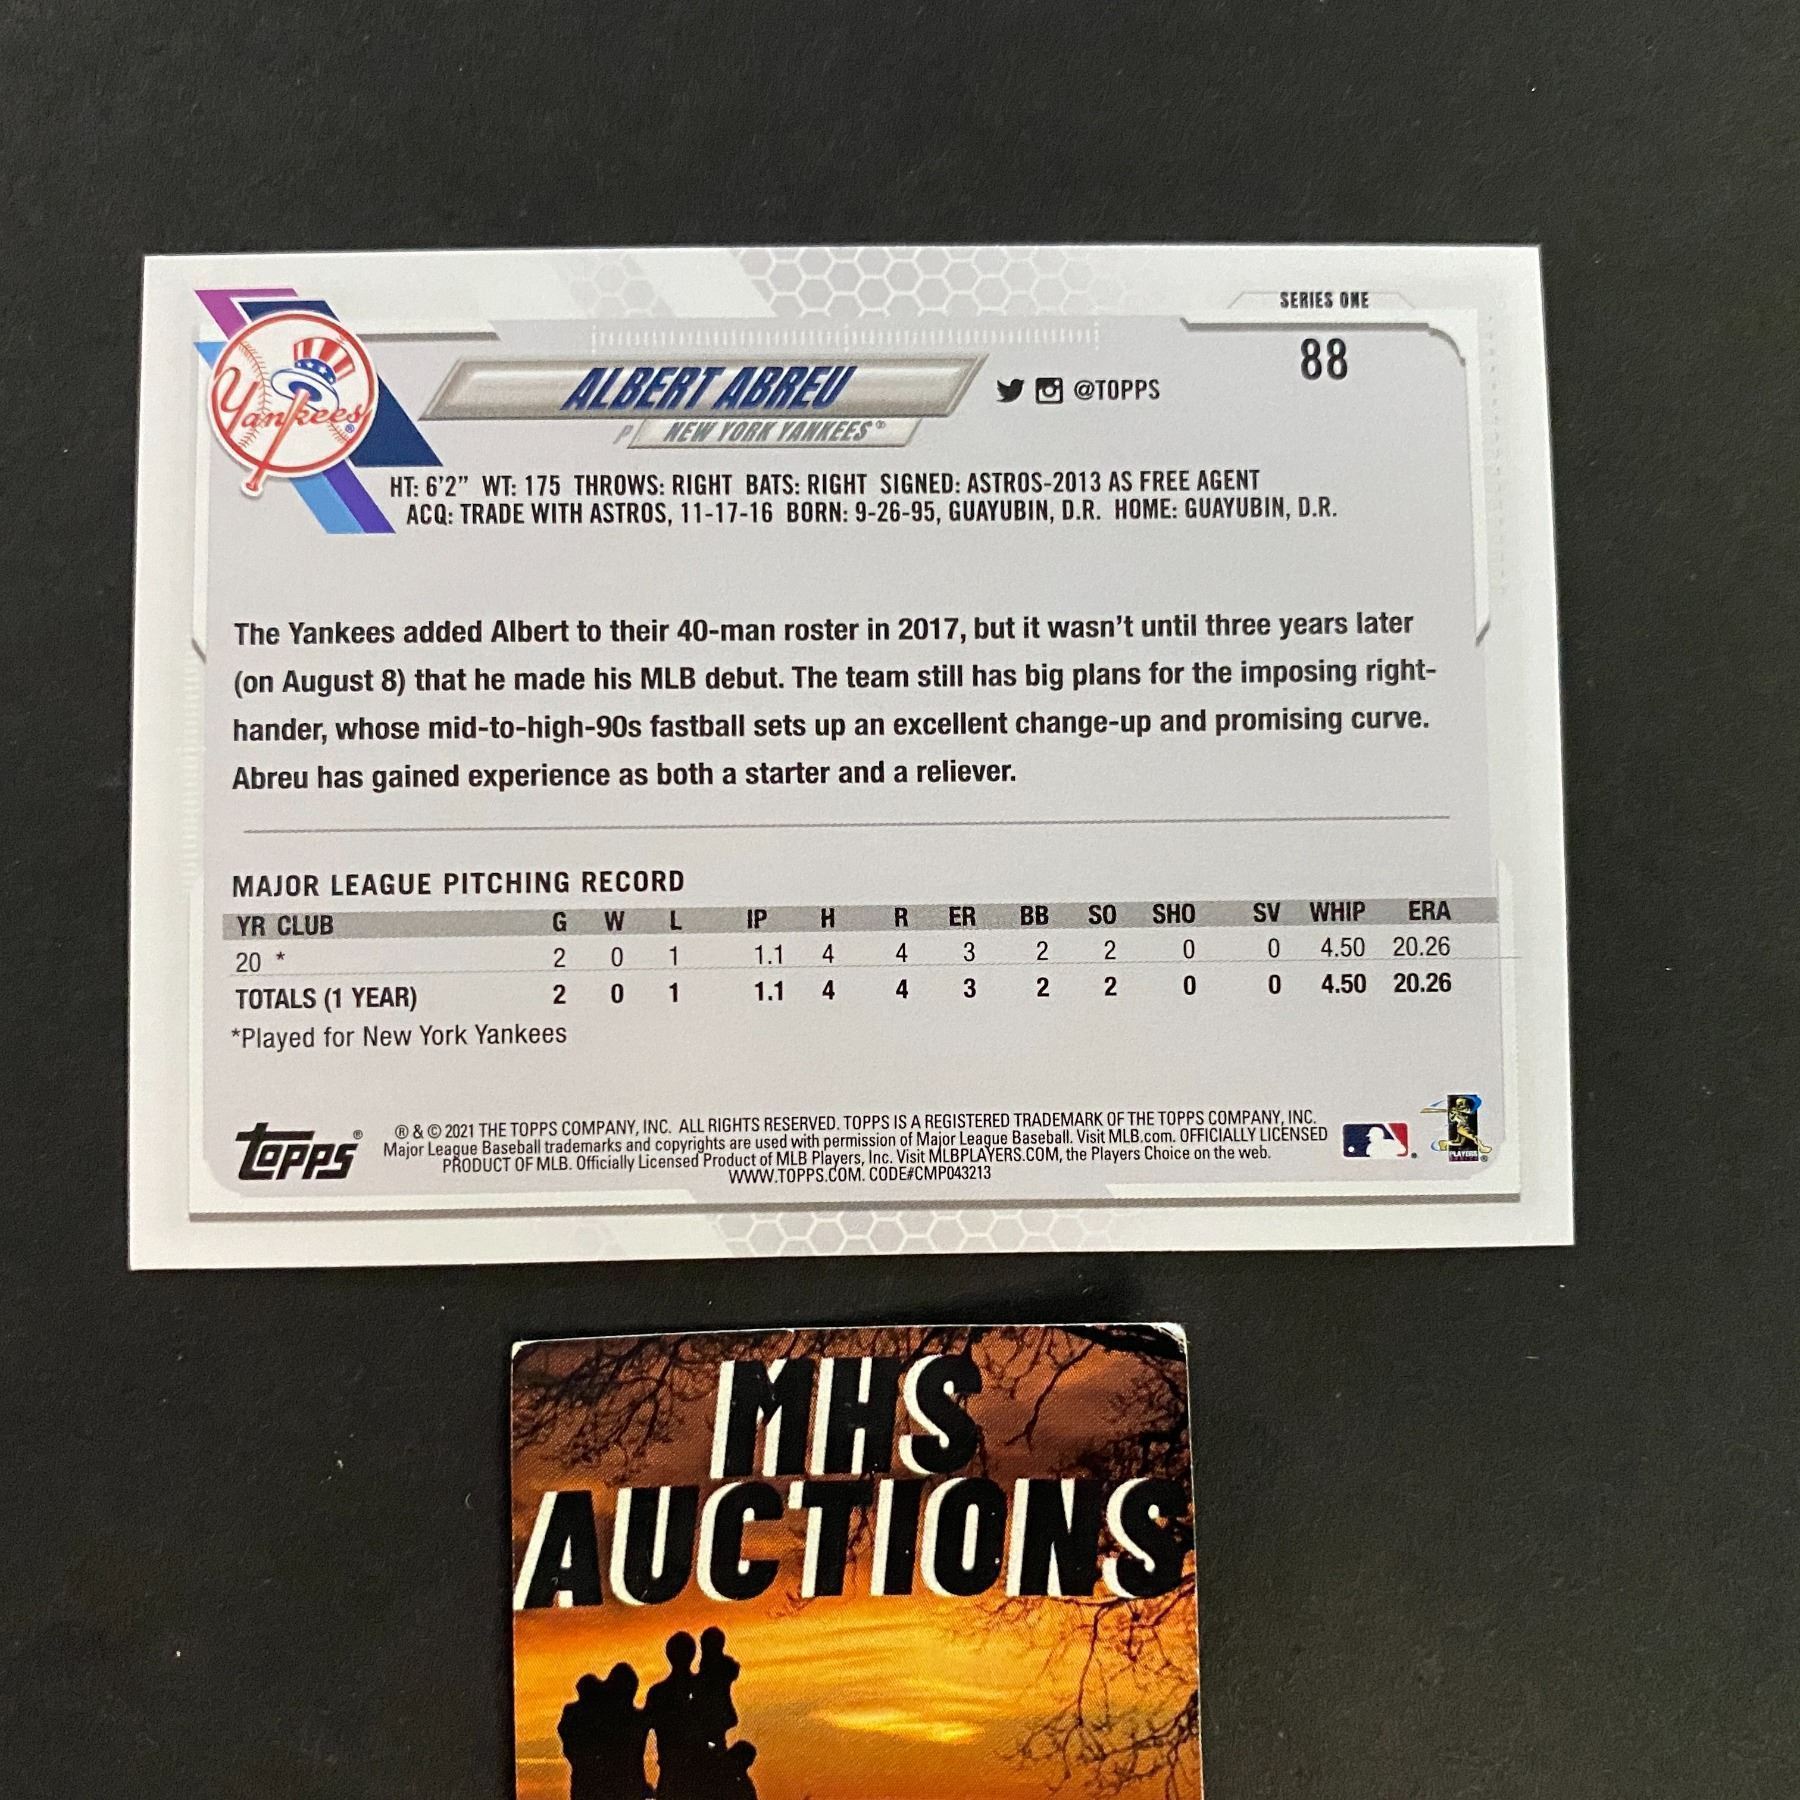 SERIES ONE
88
Yankees®
ALBERT ABREU @TOPPS
P NEW YORK YANKEES®
HT: 6'2" WT: 175 THROWS: RIGHT BATS: RIGHT SIGNED: ASTROS-2013 AS FREE AGENT
ACQ: TRADE WITH ASTROS, 11-17-16 BORN: 9-26-95, GUAYUBIN, D.R. HOME: GUAYUBIN, D.R.
The Yankees added Albert to their 40-man roster in 2017, but it wasn't until three years later
(on August 8) that he made his MLB debut. The team still has big plans for the imposing right-
hander, whose mid-to-high-90s fastball sets up an excellent change-up and promising curve.
Abreu has gained experience as both a starter and a reliever.
MAJOR LEAGUE PITCHING RECORD
YR CLUB G W L IP H R ER BB SO SHO SV WHIP ERA
20 * 2 0 1 1.1 4 4 3 2 2 0 0 4.50 20.26
TOTALS (1 YEAR) 2 0 1 1.1 4 4 3 2 2 0 0 4.50 20.26
*Played for New York Yankees
TOPPS®
® & © 2021 THE TOPPS COMPANY, INC. ALL RIGHTS RESERVED. TOPPS IS A REGISTERED TRADEMARK OF THE TOPPS COMPANY, INC.
Major League Baseball trademarks and copyrights are used with permission of Major League Baseball. Visit MLB.com. OFFICIALLY LICENSED
PRODUCT OF MLB. Officially Licensed Product of MLB Players, Inc. Visit MLBPLAYERS.COM, the Players Choice on the web.
WWW.TOPPS.COM. CODE#CMP043213
PLAYERS
MHS
AUCTIONS